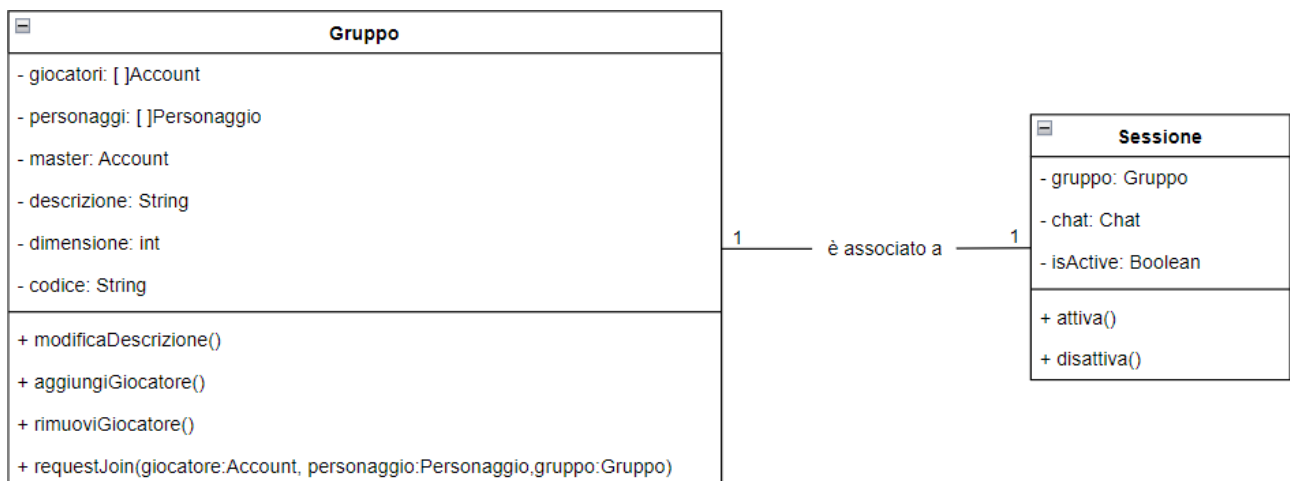 Gruppo
- giocatori: [ ]Account
- personaggi: [ ]Personaggio
- master: Account
- descrizione: String
- dimensione: int
- codice: String
+ modificaDescrizione()
+ aggiungiGiocatore()
+ rimuoviGiocatore()
+ requestJoin(giocatore:Account, personaggio:Personaggio,gruppo:Gruppo)
1
è associato a
1
Sessione
- gruppo: Gruppo
- chat: Chat
- isActive: Boolean
+ attiva()
+ disattiva()